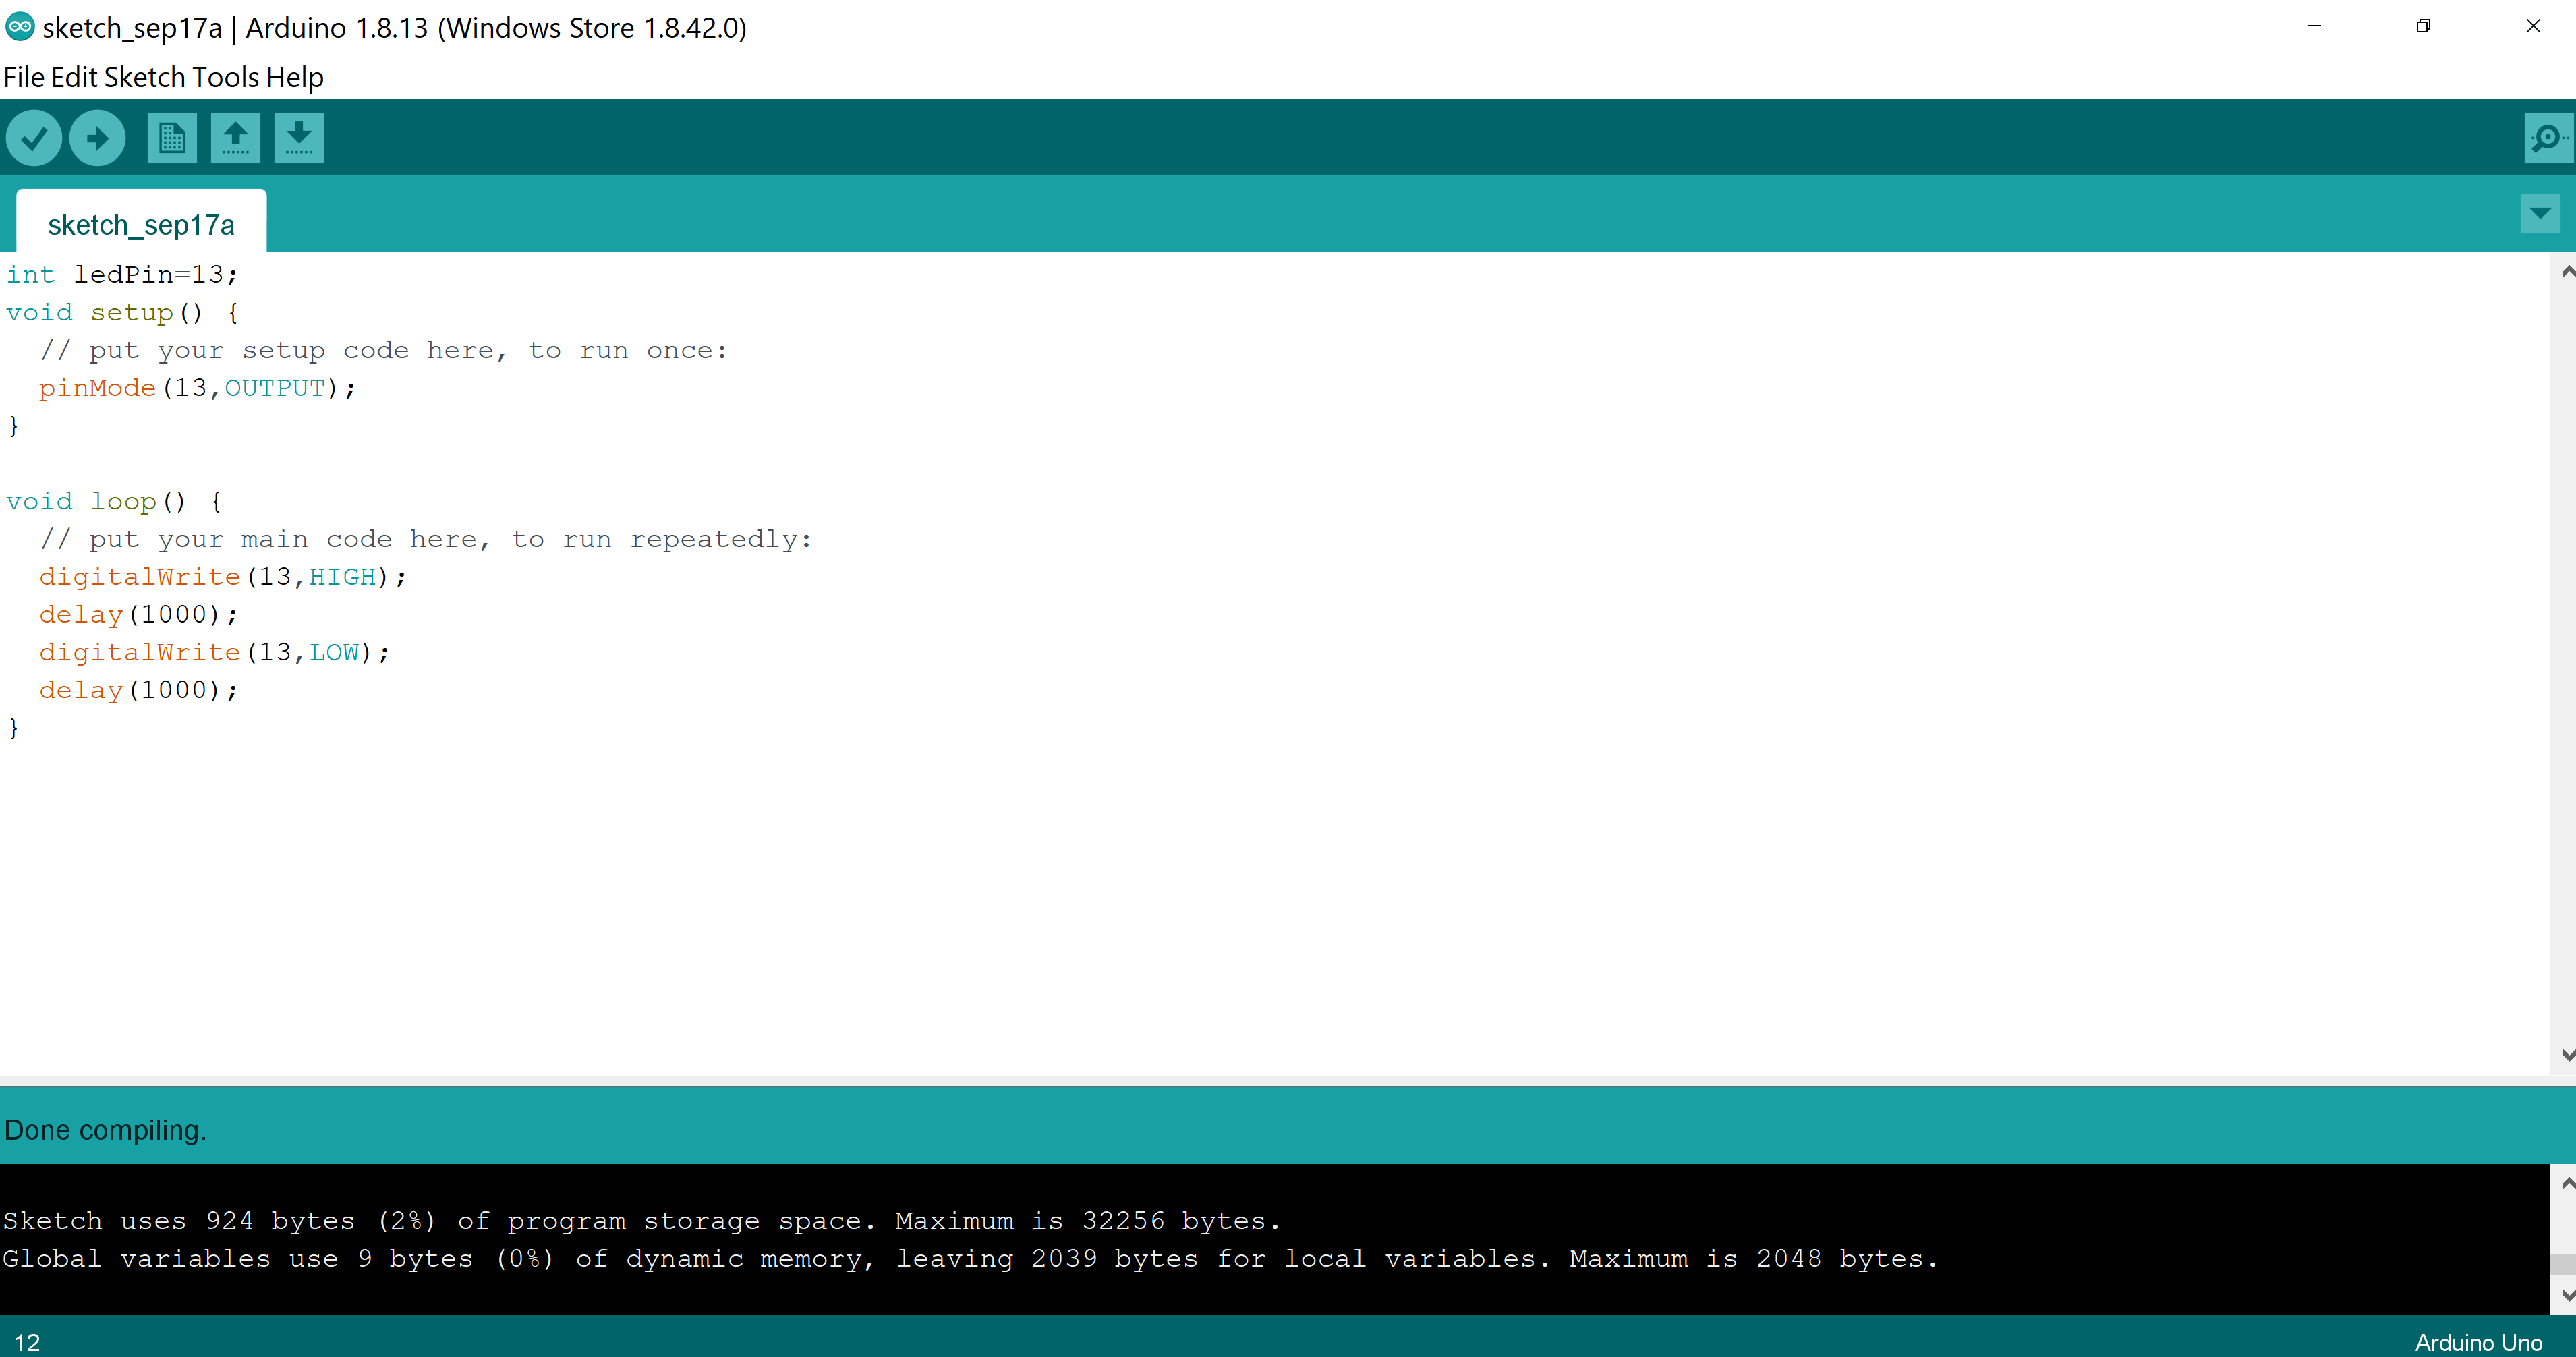 sketch_sep17a | Arduino 1.8.13 (Windows Store 1.8.42.0)
File Edit Sketch Tools Help
sketch_sep17a
int ledPin=13;
void setup() {
  // put your setup code here, to run once:
  pinMode(13,OUTPUT);
}

void loop() {
  // put your main code here, to run repeatedly:
  digitalWrite(13,HIGH);
  delay(1000);
  digitalWrite(13,LOW);
  delay(1000);
}
Done compiling.
Sketch uses 924 bytes (2%) of program storage space. Maximum is 32256 bytes.
Global variables use 9 bytes (0%) of dynamic memory, leaving 2039 bytes for local variables. Maximum is 2048 bytes.
12
Arduino Uno